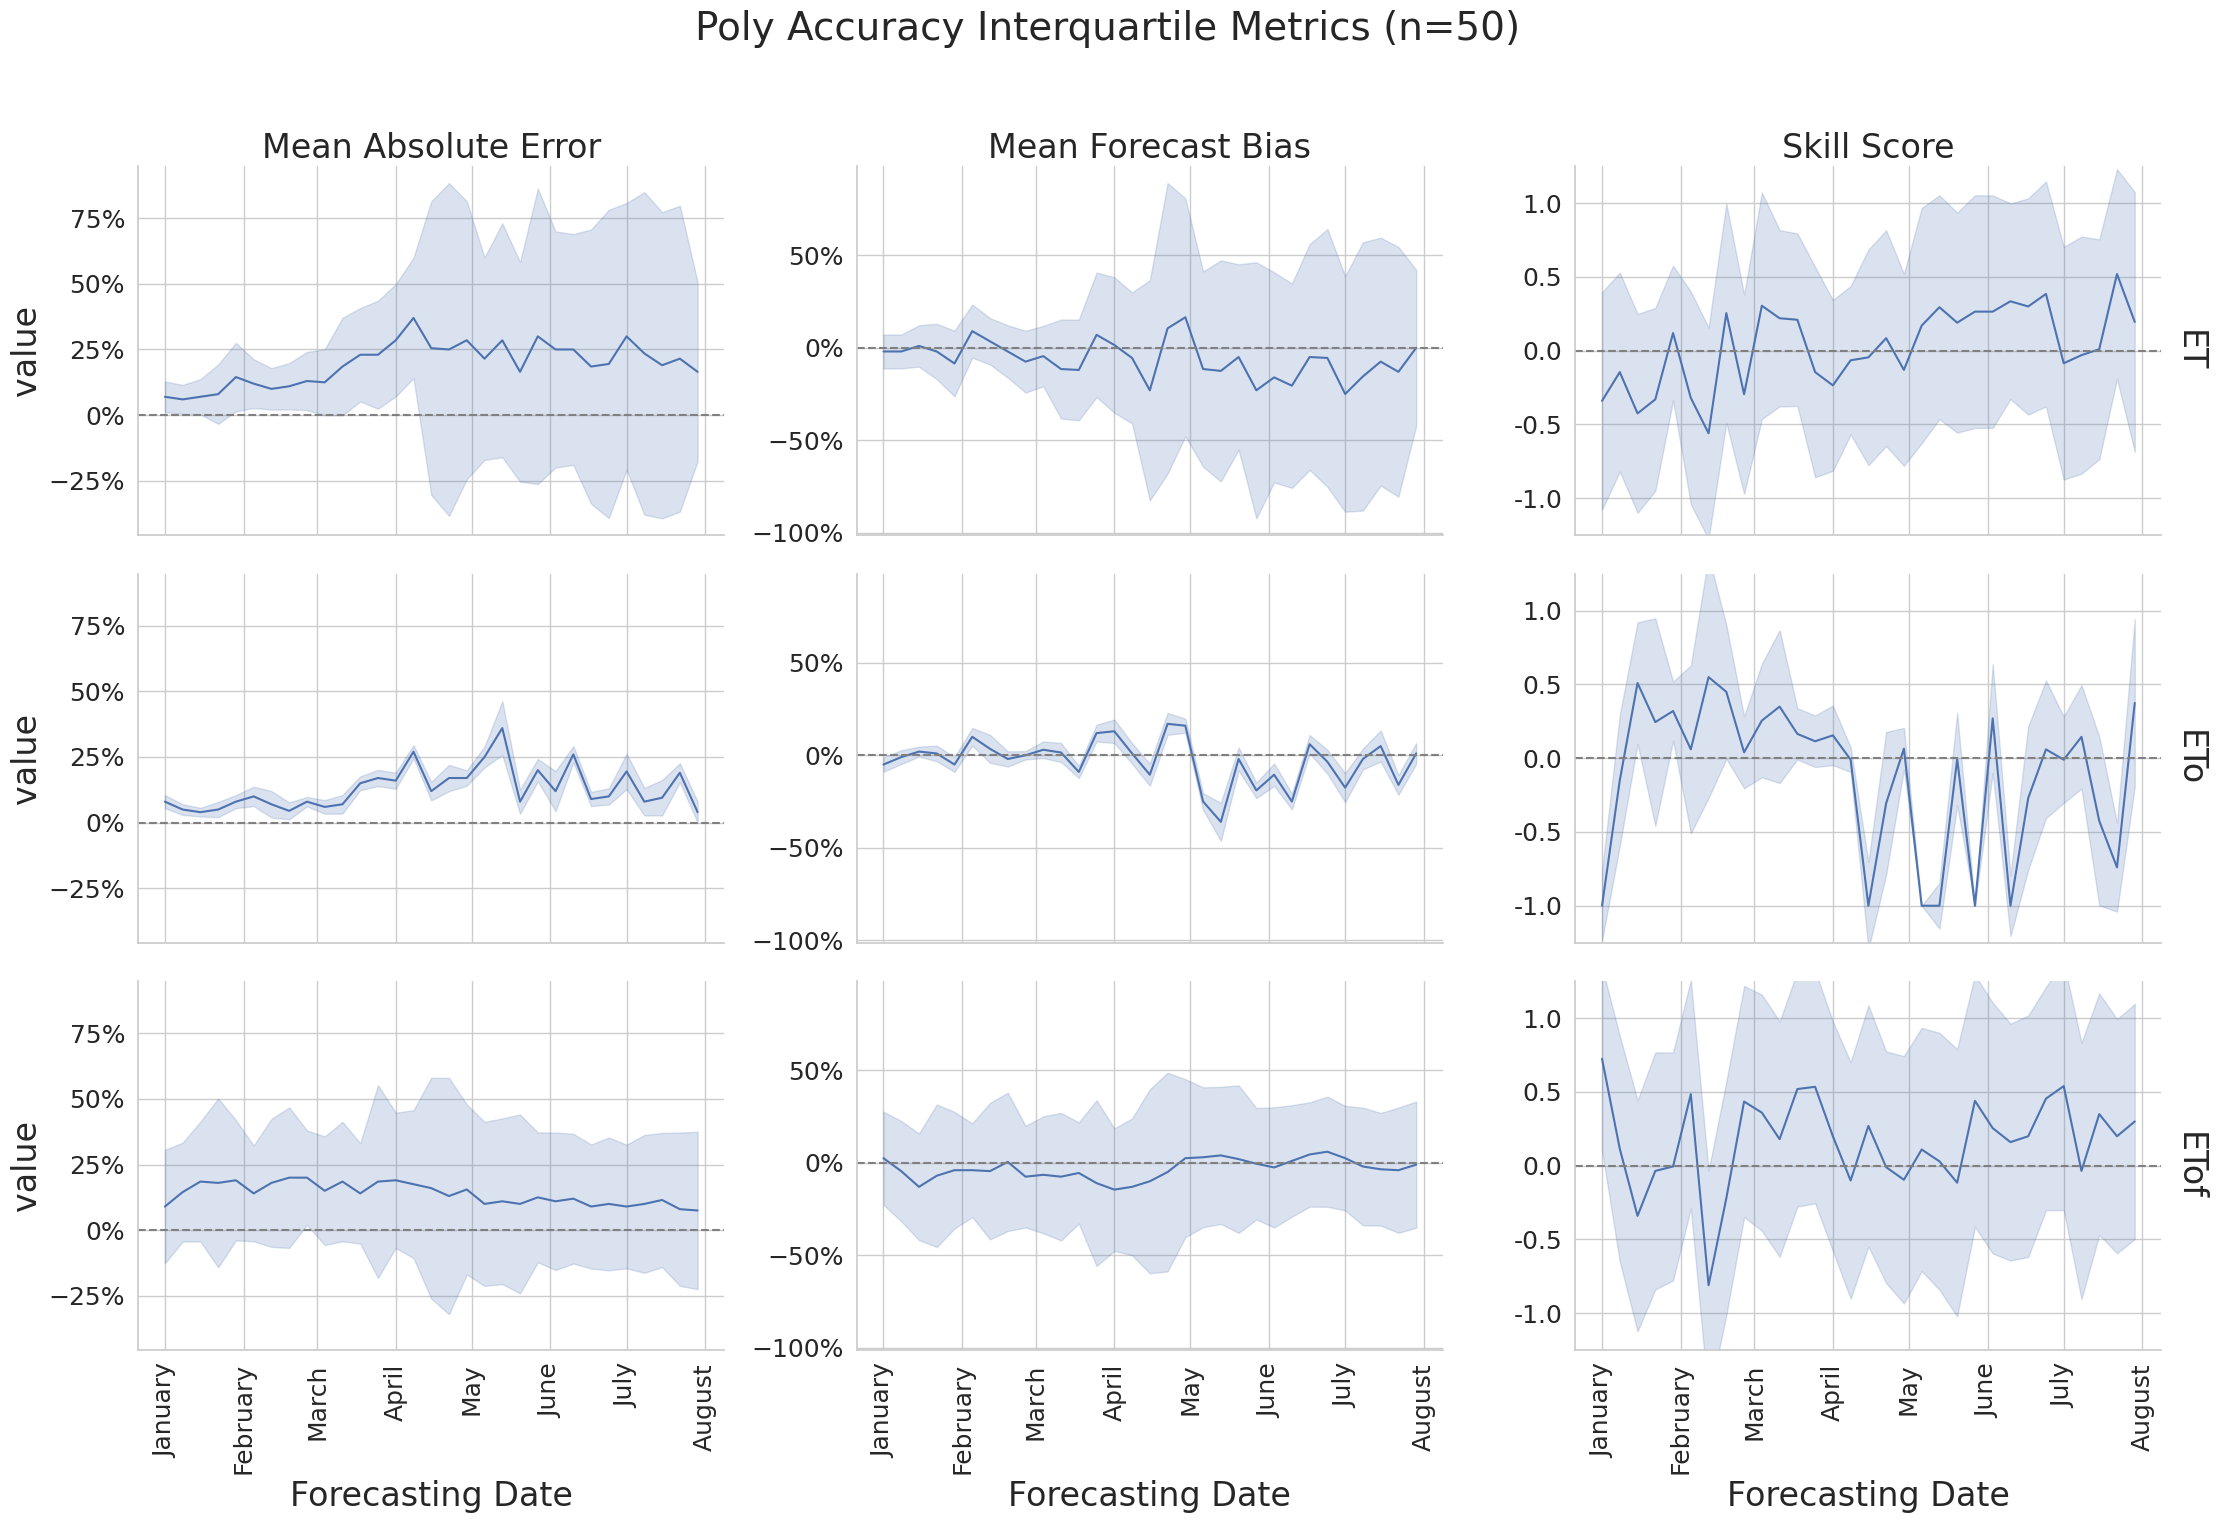 Poly Accuracy Interquartile Metrics (n=50)
Mean Absolute Error
Mean Forecast Bias
Skill Score
value
75%
50%
25%
0%
−25%
50%
0%
−50%
−100%
1.0
0.5
0.0
-0.5
-1.0
ET
value
75%
50%
25%
0%
−25%
50%
0%
−50%
−100%
1.0
0.5
0.0
-0.5
-1.0
ETo
value
75%
50%
25%
0%
−25%
50%
0%
−50%
−100%
1.0
0.5
0.0
-0.5
-1.0
ETof
January
February
March
April
May
June
July
August
January
February
March
April
May
June
July
August
January
February
March
April
May
June
July
August
Forecasting Date
Forecasting Date
Forecasting Date